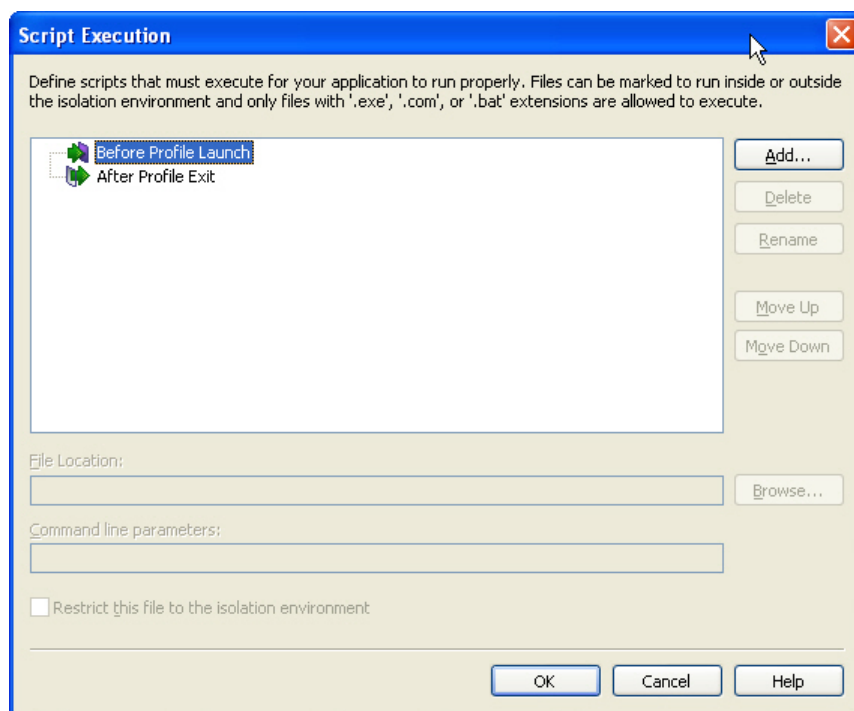 Script Execution
Define scripts that must execute for your application to run properly. Files can be marked to run inside or outside
the isolation environment and only files with '.exe', '.com', or '.bat' extensions are allowed to execute.
Before Profile Launch
After Profile Exit
Add...
Delete
Rename
Move Up
Move Down
File Location:
Browse...
Command line parameters:
Restrict this file to the isolation environment
OK
Cancel
Help